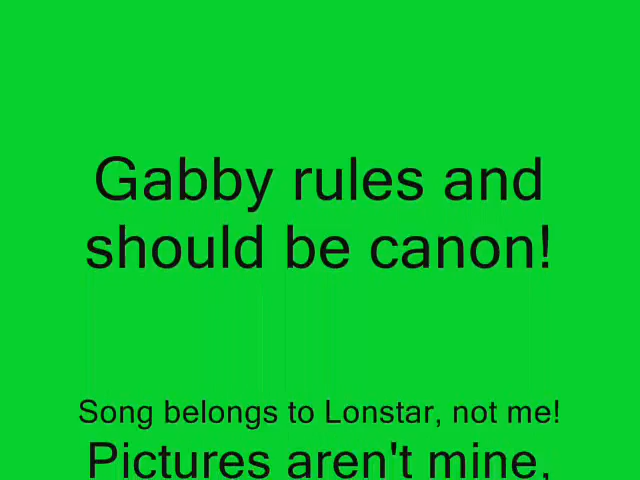 Gabby rules and
should be canon!
Song belongs to Lonstar, not me!
Pictures aren't mine,